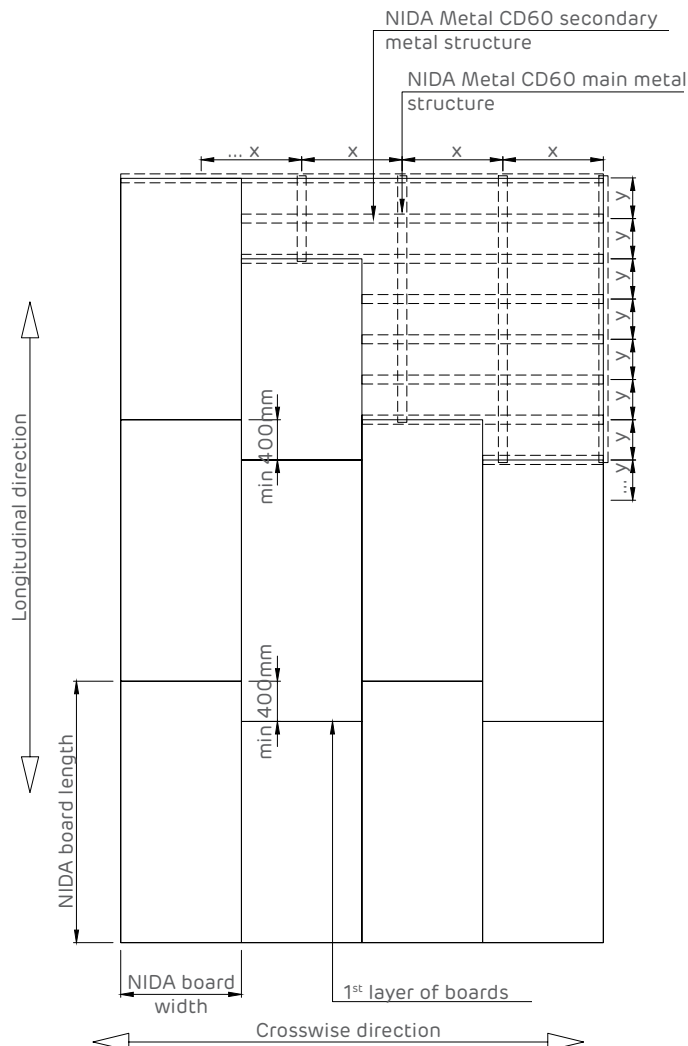 NIDA Metal CD60 secondary
metal structure
NIDA Metal CD60 main metal
structure
... x
x
x
x
y
y
y
y
y
y
y
... y
Longitudinal direction
min 400mm
min 400mm
NIDA board length
NIDA board
width
1st layer of boards
Crosswise direction